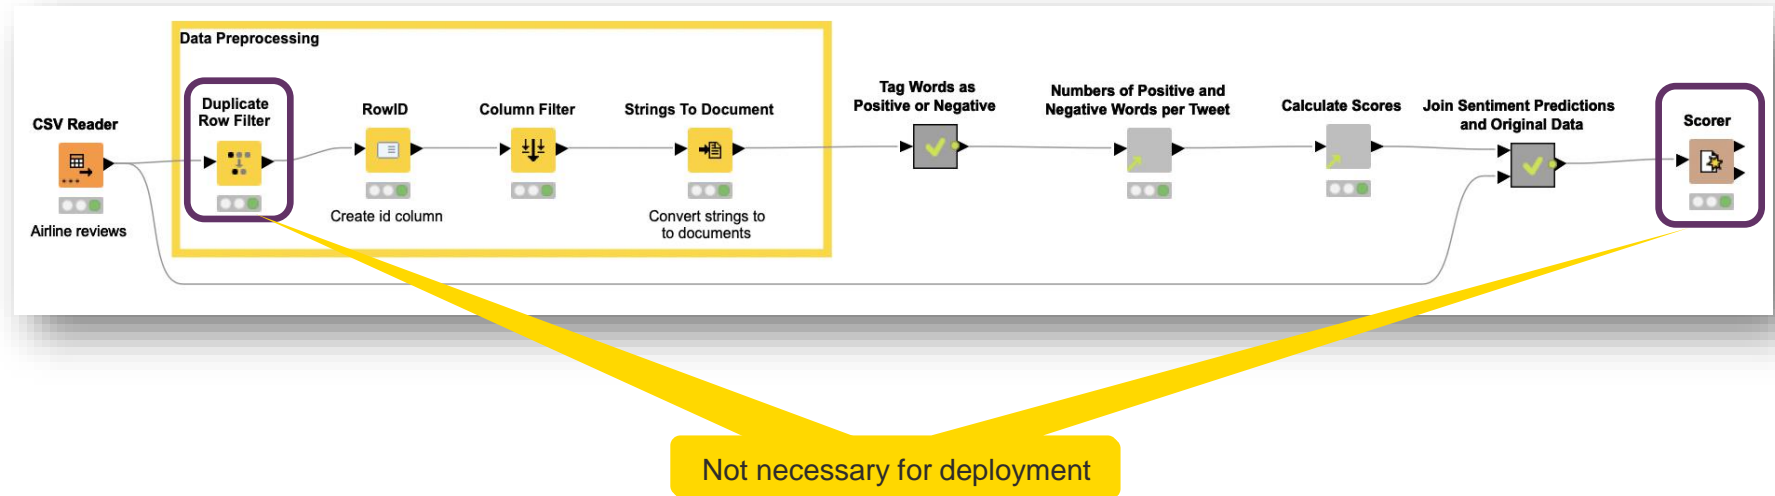 Data Preprocessing
CSV Reader
Airline reviews
Duplicate
Row Filter
RowID
Create id column
Column Filter
Strings To Document
Convert strings to
to documents
Tag Words as
Positive or Negative
Numbers of Positive and
Negative Words per Tweet
Calculate Scores
Join Sentiment Predictions
and Original Data
Scorer
Not necessary for deployment